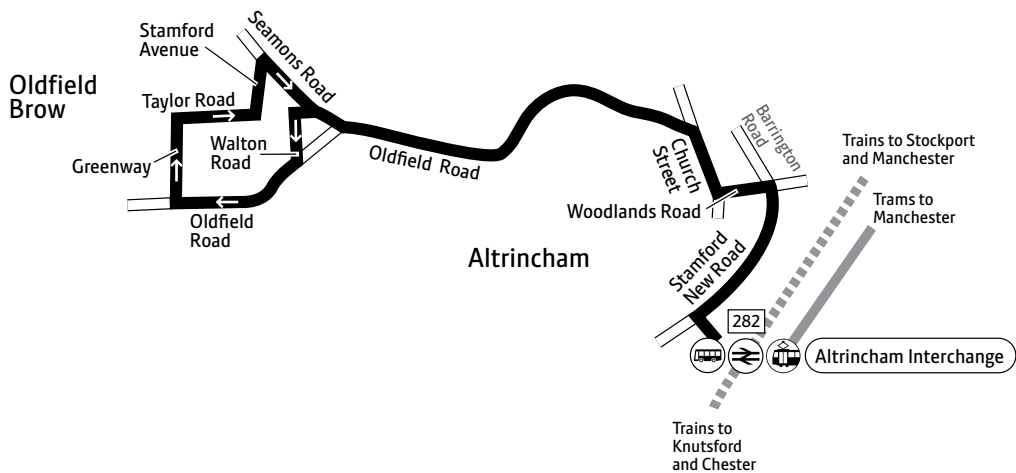 Stamford
Avenue
Seamons Road
Oldfield
Brow
Taylor Road
Walton
Road
Greenway
Oldfield
Road
Oldfield Road
Church
Street
Barrington
Road
Woodlands Road
Trains to Stockport
and Manchester
Trams to
Manchester
Altrincham
Stamford
New Road
282
Altrincham Interchange
Trains to
Knutsford
and Chester